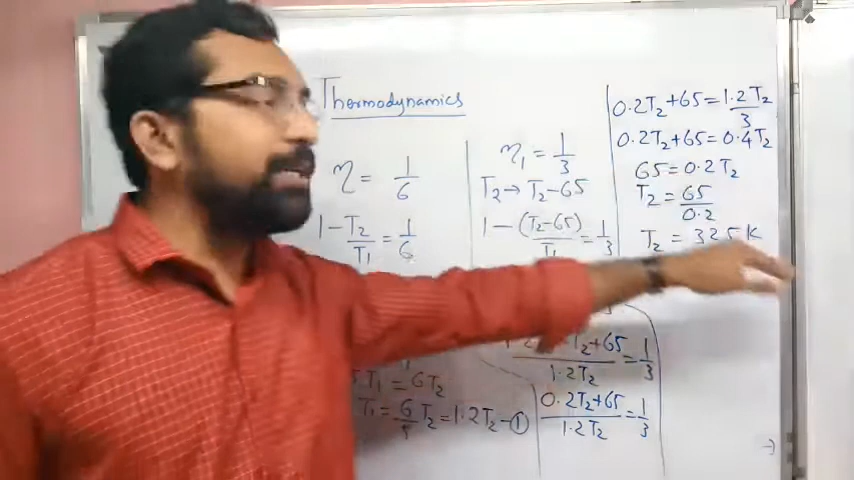 Thermodynamics
η = 1/6
1 - T₂/T₁ = 1/6
T₁ = 6T₂
T₁ = 6/5 T₂ = 1.2T₂ - ①
η₁ = 1/3
T₂ → T₂-65
1 - (T₂-65)/T₁ = 1/3
T₂+65/1.2T₂ = 1/3
0.2T₂+65/1.2T₂ = 1/3
0.2T₂+65 = 1.2T₂/3
0.2T₂+65 = 0.4T₂
65 = 0.2T₂
T₂ = 65/0.2
T₂ = 325 K